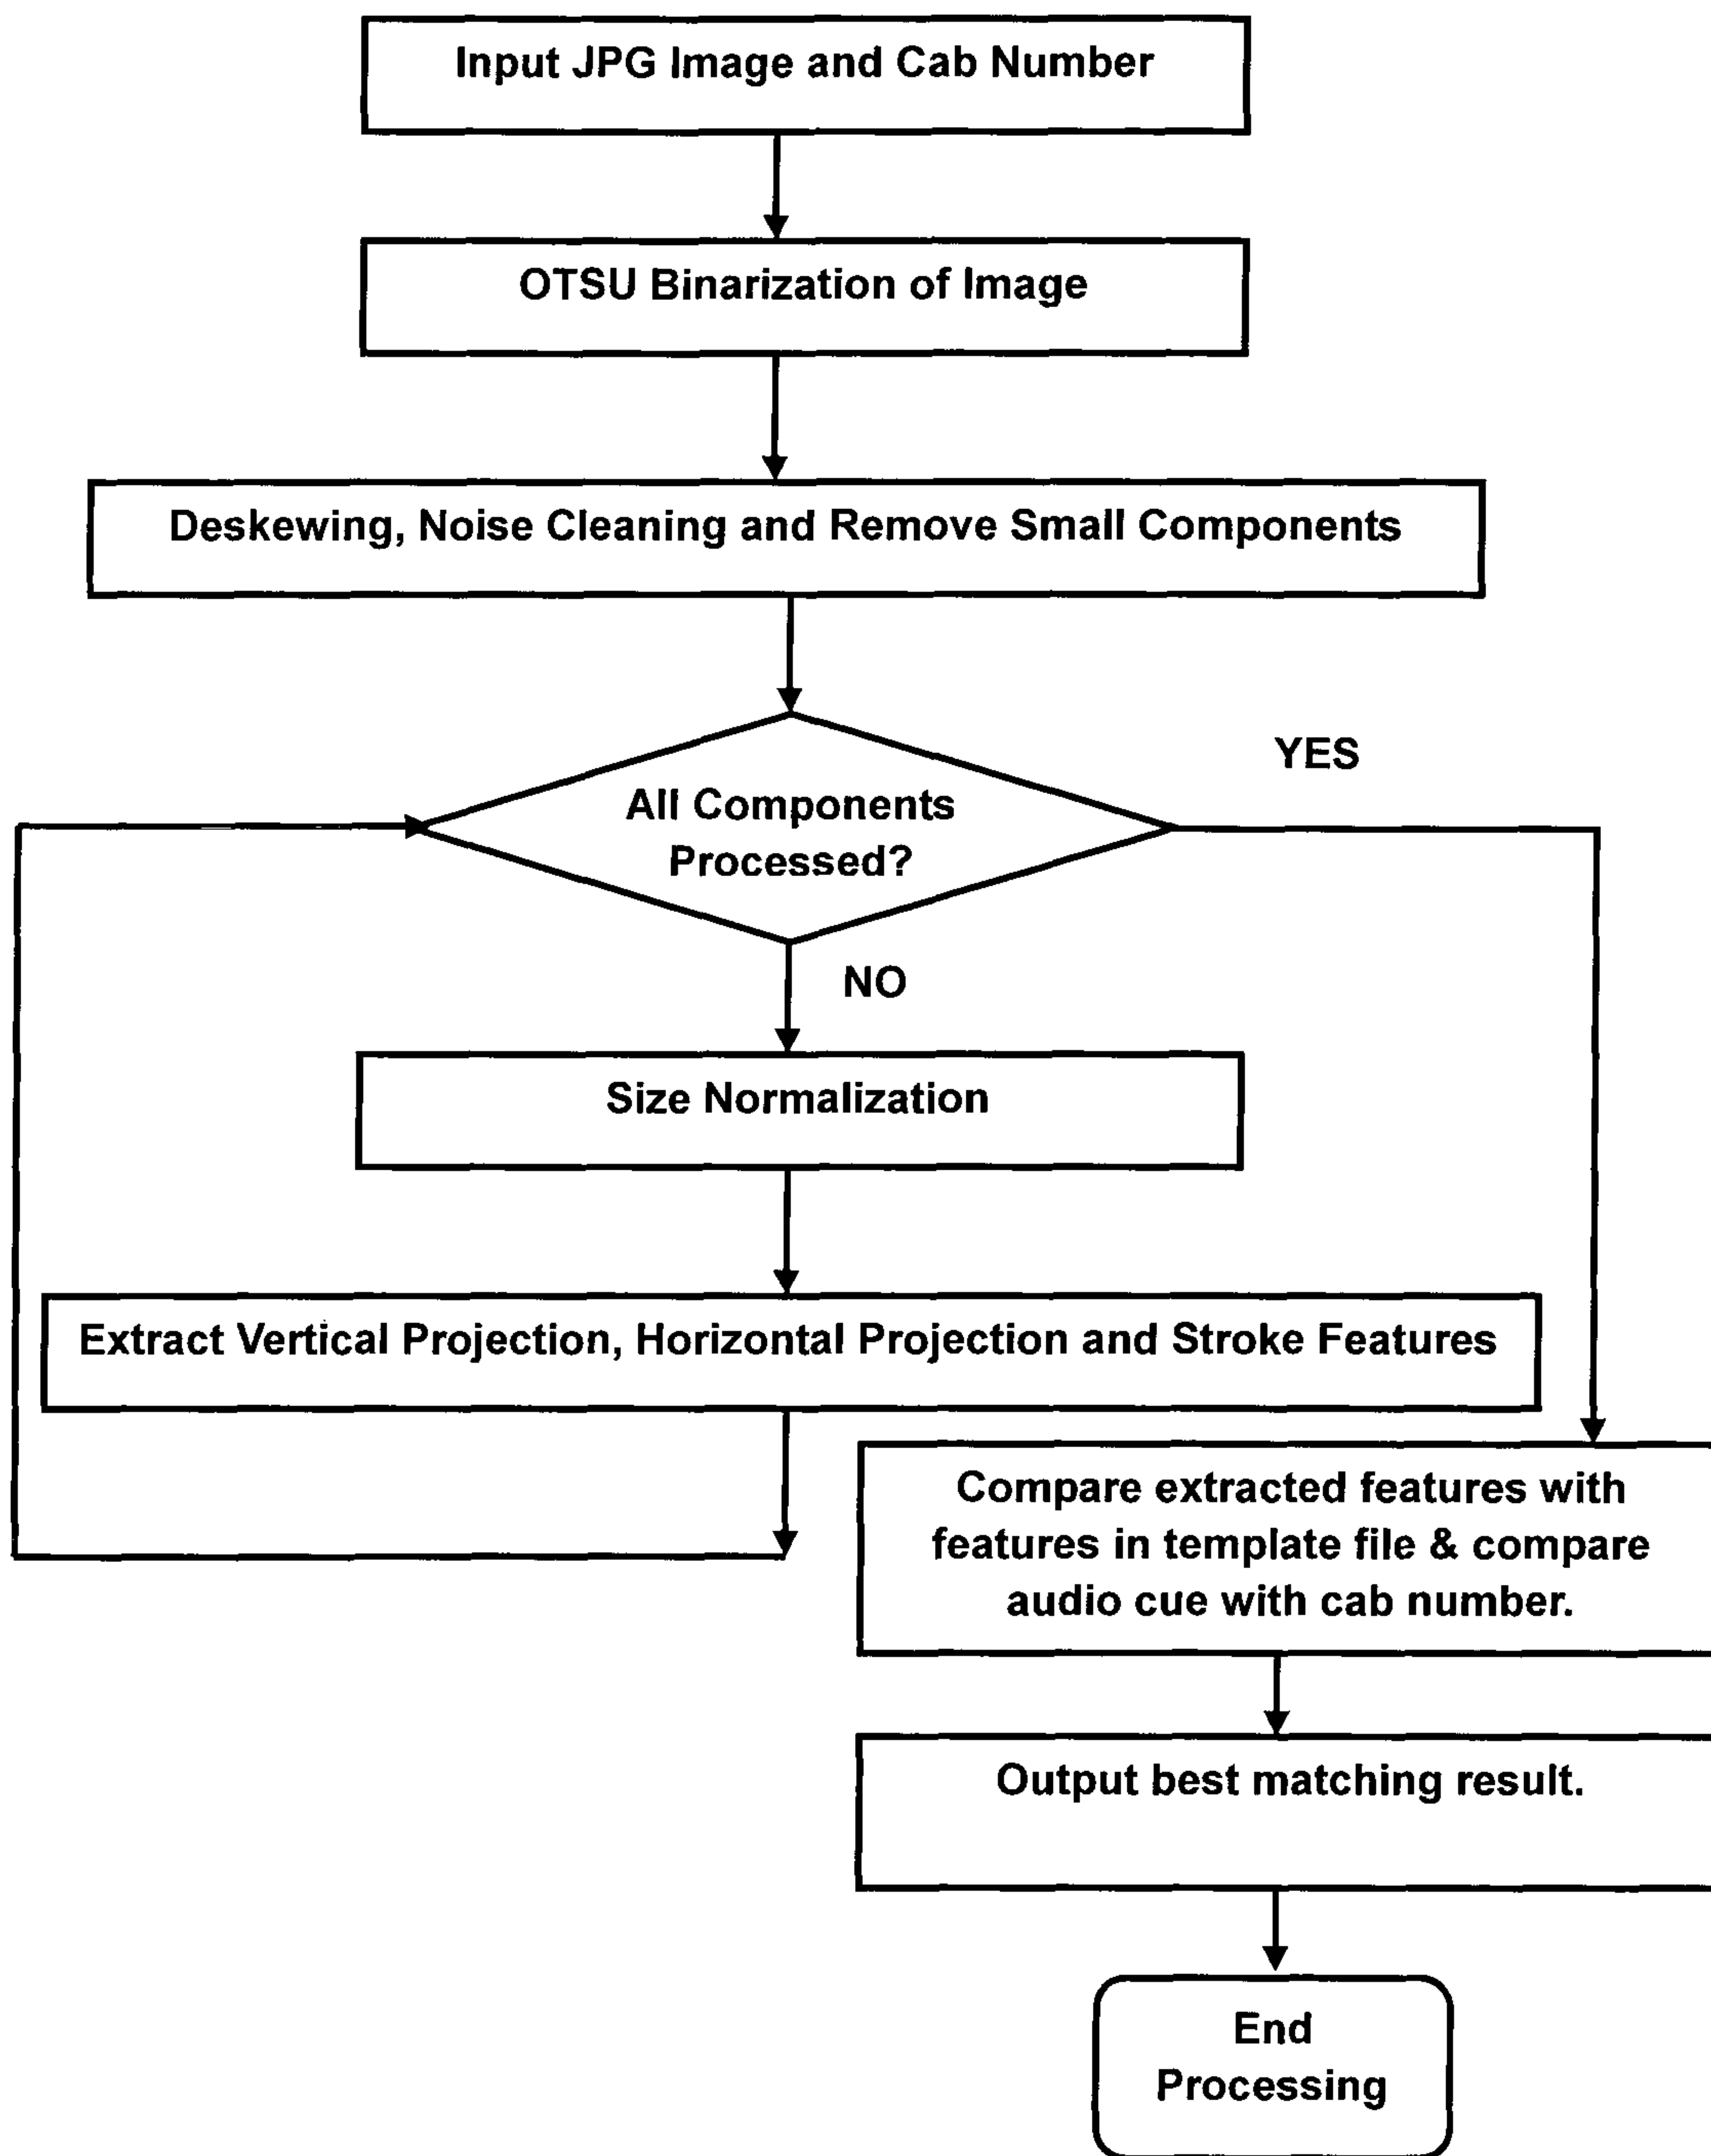 Input JPG Image and Cab Number
OTSU Binarization of Image
Deskewing, Noise Cleaning and Remove Small Components
All Components
Processed?
YES
NO
Size Normalization
Extract Vertical Projection, Horizontal Projection and Stroke Features
Compare extracted features with
features in template file & compare
audio cue with cab number.
Output best matching result.
End
Processing